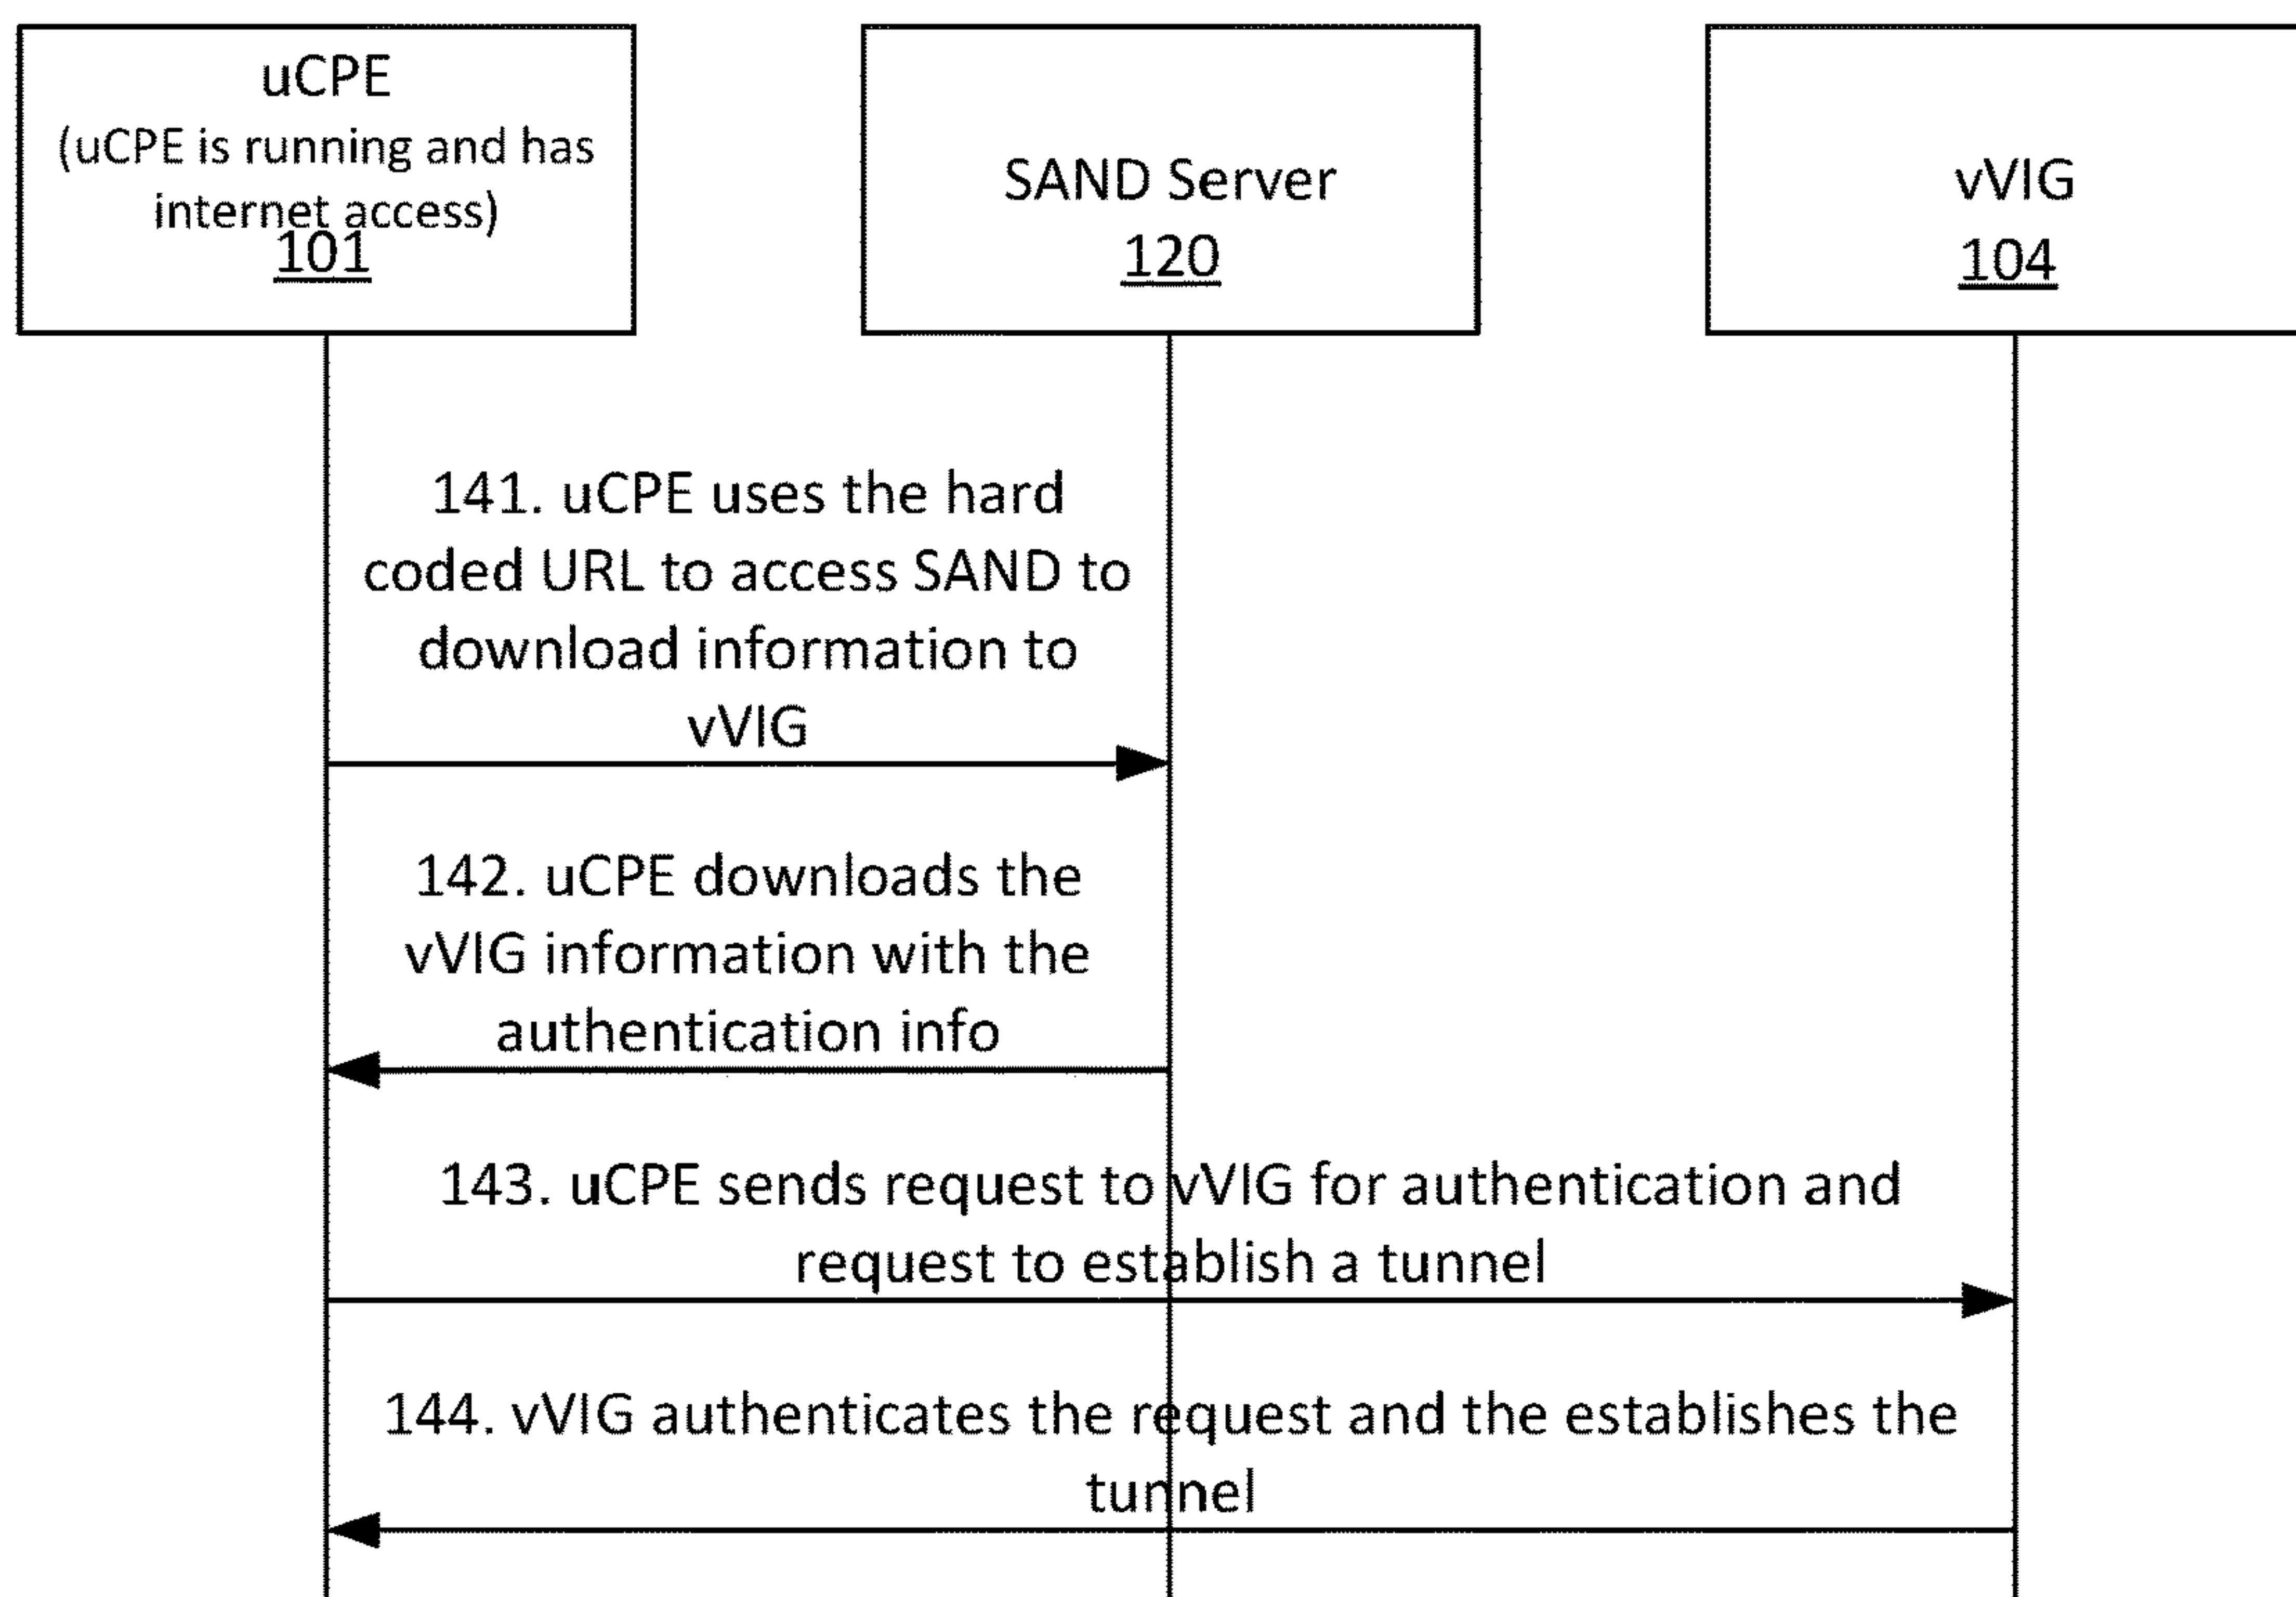 uCPE
(uCPE is running and has
internet access)
101
SAND Server
120
vVIG
104
141. uCPE uses the hard
coded URL to access SAND to
download information to
vVIG
142. uCPE downloads the
vVIG information with the
authentication info
143. uCPE sends request to vVIG for authentication and
request to establish a tunnel
144. vVIG authenticates the request and the establishes the
tunnel